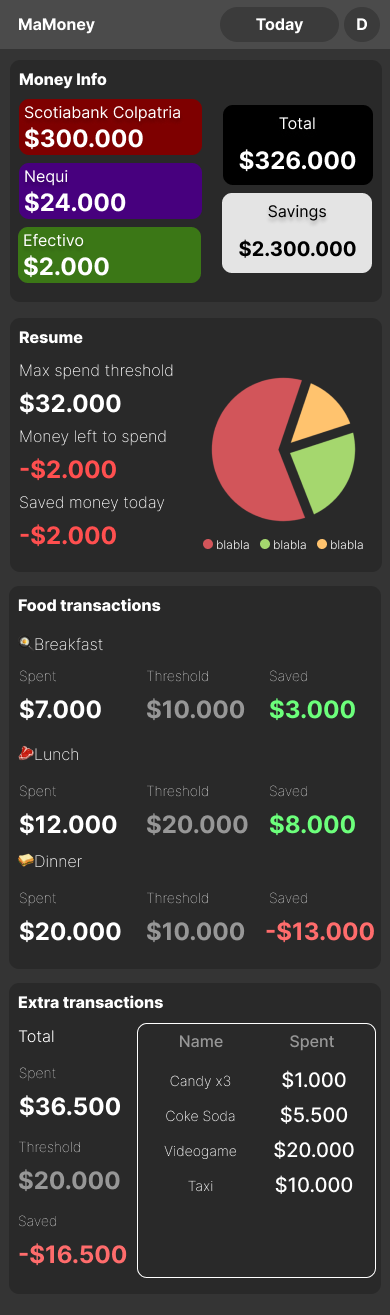 MaMoney
Today
D
Money Info
Scotiabank Colpatria
$300.000
Nequi
$24.000
Efectivo
$2.000
Total
$326.000
Savings
$2.300.000
Resume
Max spend threshold
$32.000
Money left to spend
-$2.000
Saved money today
-$2.000
blabla blabla blabla
Food transactions
Breakfast
Spent Threshold Saved
$7.000 $10.000 $3.000
Lunch
Spent Threshold Saved
$12.000 $20.000 $8.000
Dinner
Spent Threshold Saved
$20.000 $10.000 -$13.000
Extra transactions
Total
Spent
$36.500
Threshold
$20.000
Saved
-$16.500
Name Spent
Candy x3 $1.000
Coke Soda $5.500
Videogame $20.000
Taxi $10.000